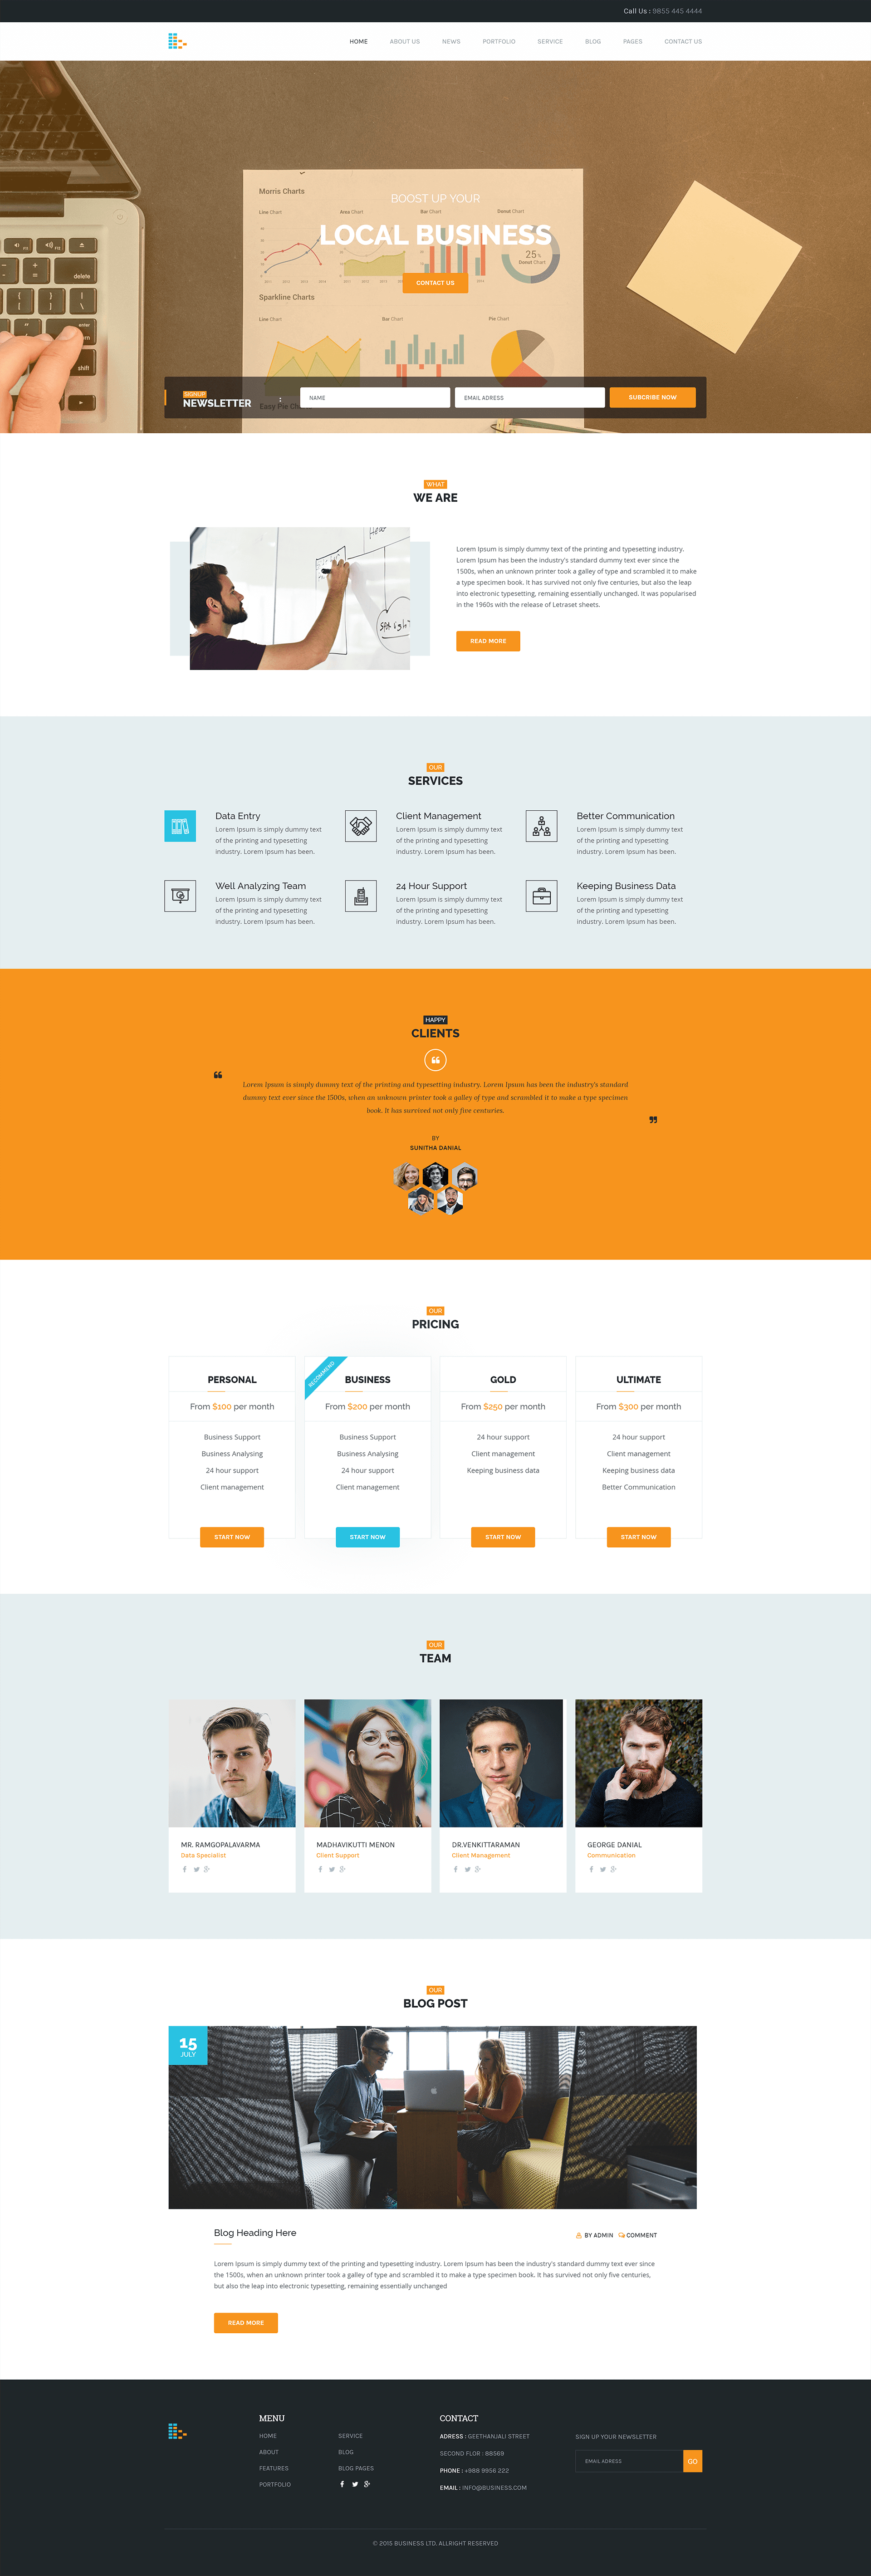 Call Us : 9855 445 4444
HOME ABOUT US NEWS PORTFOLIO SERVICE BLOG PAGES CONTACT US
Morris Charts
BOOST UP YOUR
Line Chart Area Chart Bar Chart Donut Chart
LOCAL BUSINESS
25%
Donut Chart
CONTACT US
Sparkline Charts
Line Chart Bar Chart Pie Chart
delete
enter
shift
SIGNUP
NEWSLETTER :
NAME
EMAIL ADRESS
SUBCRIBE NOW
Easy Pie
WHAT
WE ARE
Lorem Ipsum is simply dummy text of the printing and typesetting industry.
Lorem Ipsum has been the industry's standard dummy text ever since the
1500s, when an unknown printer took a galley of type and scrambled it to make
a type specimen book. It has survived not only five centuries, but also the leap
into electronic typesetting, remaining essentially unchanged. It was popularised
in the 1960s with the release of Letraset sheets.
READ MORE
OUR
SERVICES
Data Entry
Lorem Ipsum is simply dummy text
of the printing and typesetting
industry. Lorem Ipsum has been.
Client Management
Lorem Ipsum is simply dummy text
of the printing and typesetting
industry. Lorem Ipsum has been.
Better Communication
Lorem Ipsum is simply dummy text
of the printing and typesetting
industry. Lorem Ipsum has been.
Well Analyzing Team
Lorem Ipsum is simply dummy text
of the printing and typesetting
industry. Lorem Ipsum has been.
24 Hour Support
Lorem Ipsum is simply dummy text
of the printing and typesetting
industry. Lorem Ipsum has been.
Keeping Business Data
Lorem Ipsum is simply dummy text
of the printing and typesetting
industry. Lorem Ipsum has been.
HAPPY
CLIENTS
Lorem Ipsum is simply dummy text of the printing and typesetting industry. Lorem Ipsum has been the industry's standard
dummy text ever since the 1500s, when an unknown printer took a galley of type and scrambled it to make a type specimen
book. It has survived not only five centuries.
BY
SUNITHA DANIAL
OUR
PRICING
PERSONAL
From $100 per month
Business Support
Business Analysing
24 hour support
Client management
START NOW
RECOMMEND
BUSINESS
From $200 per month
Business Support
Business Analysing
24 hour support
Client management
START NOW
GOLD
From $250 per month
24 hour support
Client management
Keeping business data
START NOW
ULTIMATE
From $300 per month
24 hour support
Client management
Keeping business data
Better Communication
START NOW
OUR
TEAM
MR. RAMGOPALAVARMA
Data Specialist
MADHAVIKUTTI MENON
Client Support
DR.VENKITTARAMAN
Client Management
GEORGE DANIAL
Communication
OUR
BLOG POST
15
JULY
Blog Heading Here
BY ADMIN COMMENT
Lorem Ipsum is simply dummy text of the printing and typesetting industry. Lorem Ipsum has been the industry's standard dummy text ever since
the 1500s, when an unknown printer took a galley of type and scrambled it to make a type specimen book. It has survived not only five centuries,
but also the leap into electronic typesetting, remaining essentially unchanged
READ MORE
MENU
HOME
ABOUT
FEATURES
PORTFOLIO
SERVICE
BLOG
BLOG PAGES
CONTACT
ADRESS : GEETHANJALI STREET
SECOND FLOR : 88569
PHONE : +988 9956 222
EMAIL : INFO@BUSINESS.COM
SIGN UP YOUR NEWSLETTER
EMAIL ADRESS
GO
© 2015 BUSINESS LTD. ALLRIGHT RESERVED